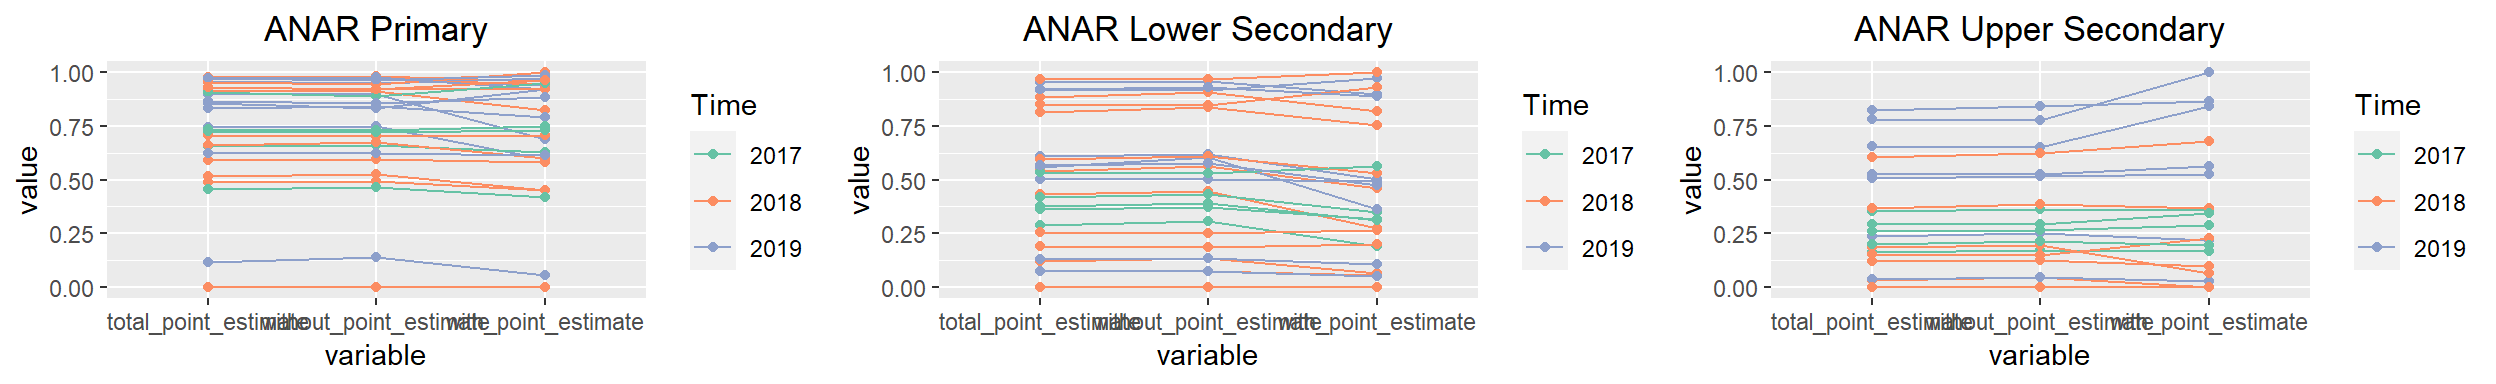 ANAR Primary
value
1.00
0.75
0.50
0.25
0.00
total_point_estimate
without_point_estimate
with_point_estimate
variable
Time
2017
2018
2019
ANAR Lower Secondary
value
1.00
0.75
0.50
0.25
0.00
total_point_estimate
without_point_estimate
with_point_estimate
variable
Time
2017
2018
2019
ANAR Upper Secondary
value
1.00
0.75
0.50
0.25
0.00
total_point_estimate
without_point_estimate
with_point_estimate
variable
Time
2017
2018
2019